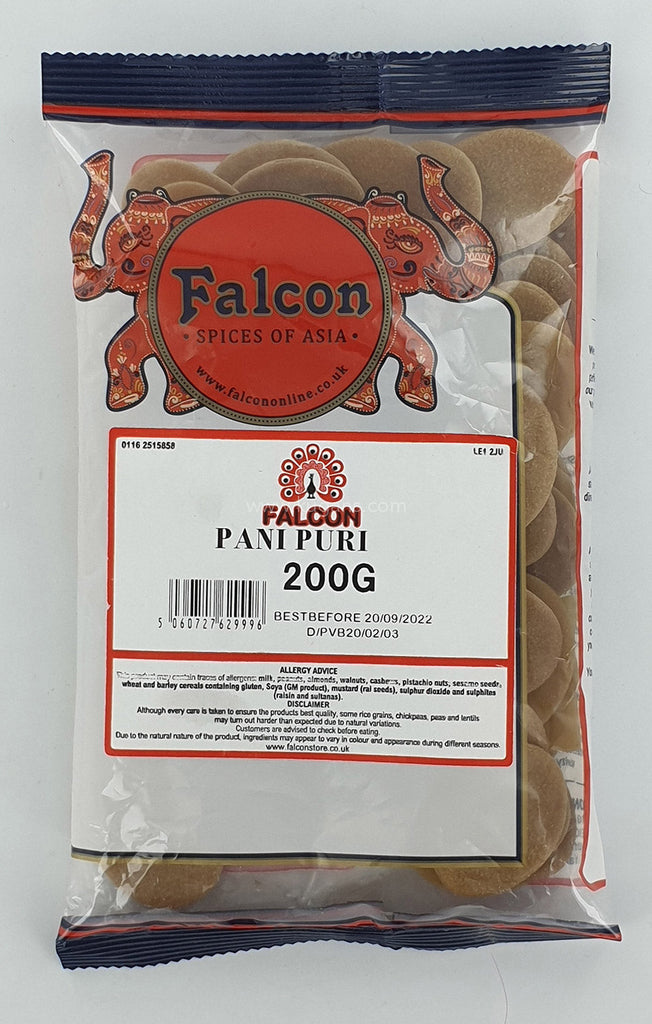 Falcon
• SPICES OF ASIA •
www.falcononline.co.uk
0116 2515858
LE1 2JU
FALCON
PANI PURI
200G
5 060727 629996
BESTBEFORE 20/09/2022
D/PVB20/02/03
ALLERGY ADVICE
This product may contain traces of allergens: milk, peanuts, almonds, walnuts, cashews, pistachio nuts, sesame seeds,
wheat and barley cereals containing gluten, Soya (GM product), mustard (rai seeds), sulphur dioxide and sulphites
(raisin and sultanas).
DISCLAIMER
Although every care is taken to ensure the products best quality, some rice grains, chickpeas, peas and lentils
may turn out harder than expected due to natural variations.
Customers are advised to check before eating.
Due to the natural nature of the product, ingredients may appear to vary in colour and appearance during different seasons.
www.falconstore.co.uk